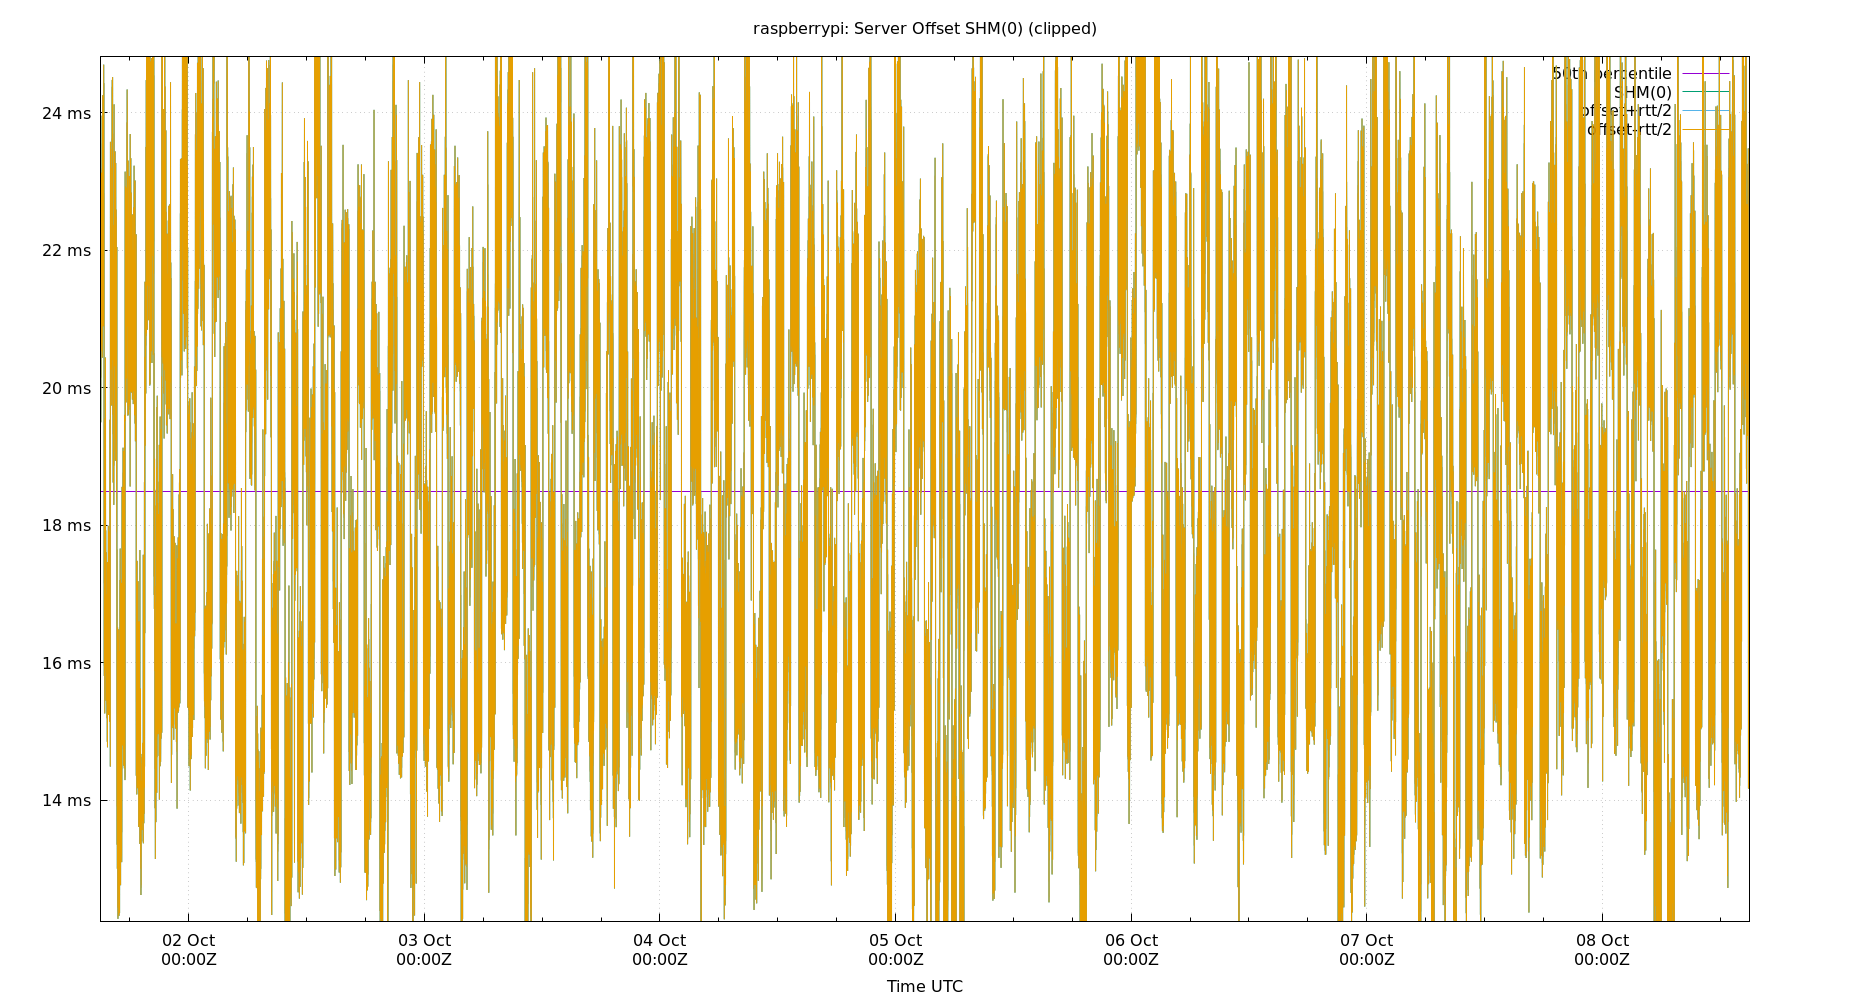 raspberrypi: Server Offset SHM(0) (clipped)
50th percentile
SHM(0)
offset+rtt/2
offset-rtt/2
24 ms
22 ms
20 ms
18 ms
16 ms
14 ms
02 Oct
00:00Z
03 Oct
00:00Z
04 Oct
00:00Z
05 Oct
00:00Z
06 Oct
00:00Z
07 Oct
00:00Z
08 Oct
00:00Z
Time UTC